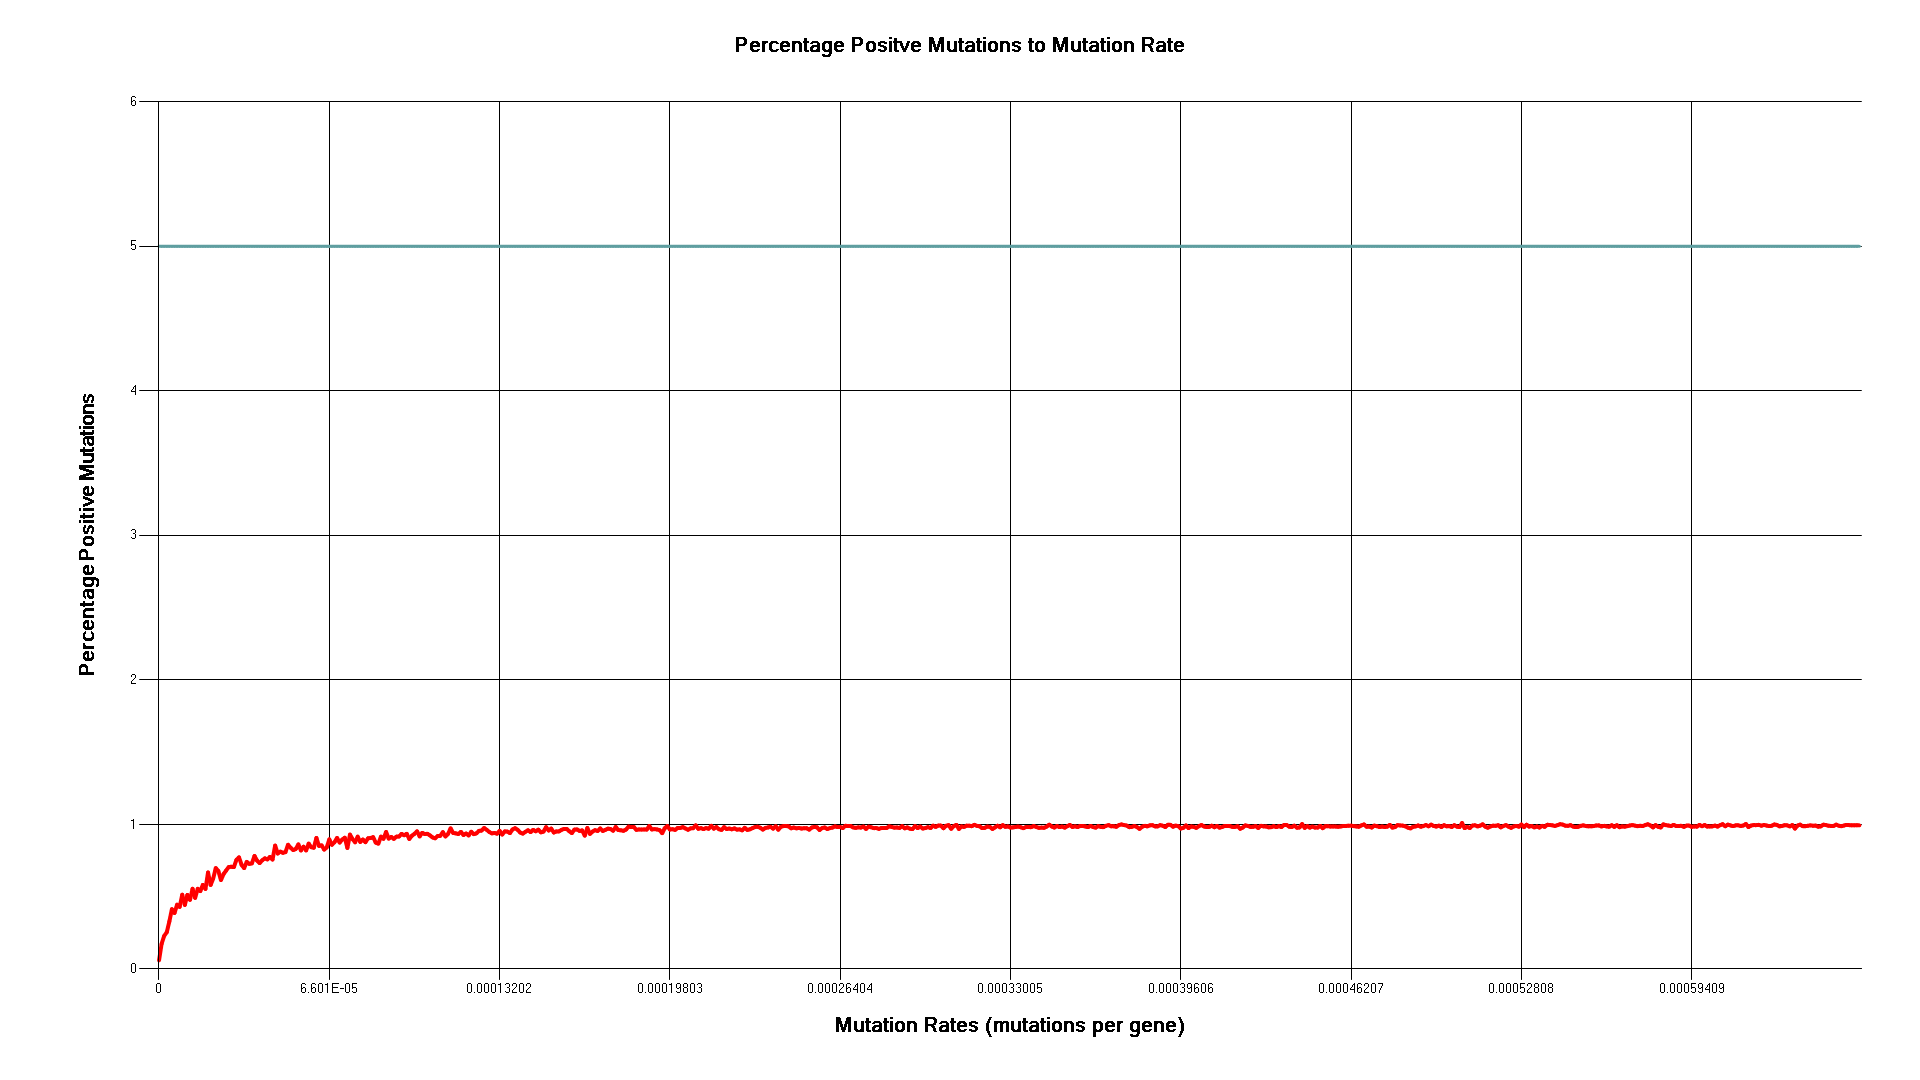 Percentage Positve Mutations to Mutation Rate
6
5
4
3
2
1
0
Percentage Positive Mutations
0 6.601E-05 0.00013202 0.00019803 0.00026404 0.00033005 0.00039606 0.00046207 0.00052808 0.00059409
Mutation Rates (mutations per gene)